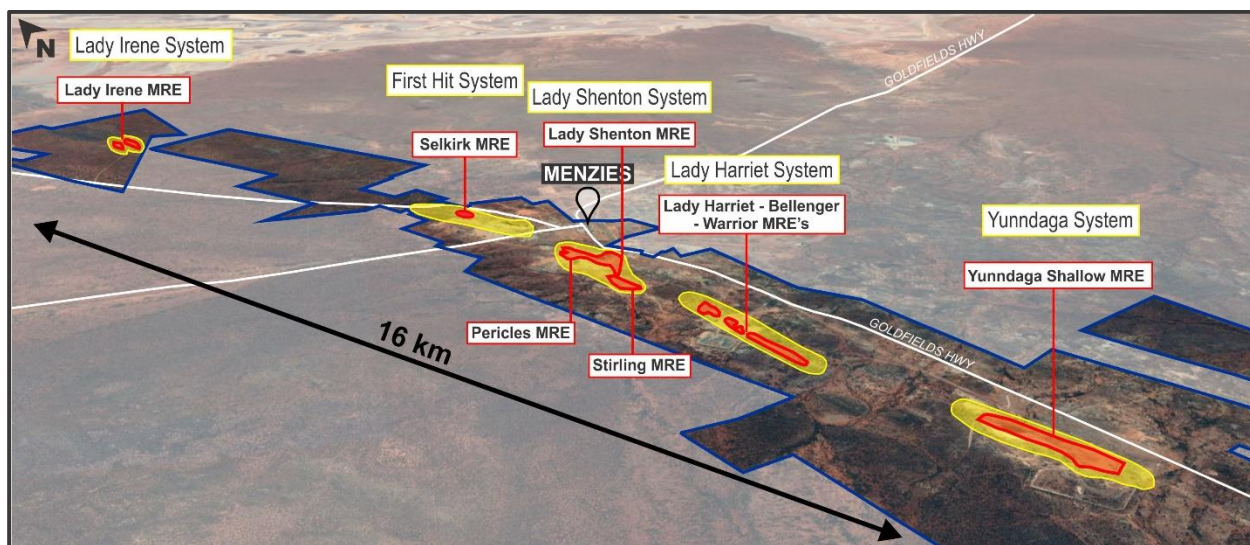 N
Lady Irene System
Lady Irene MRE
First Hit System
Selkirk MRE
Lady Shenton System
Lady Shenton MRE
MENZIES
GOLDFIELDS HWY
Lady Harriet System
Lady Harriet - Bellenger
- Warrior MRE's
Yunndaga System
Yunndaga Shallow MRE
Pericles MRE
Stirling MRE
GOLDFIELDS HWY
16 km